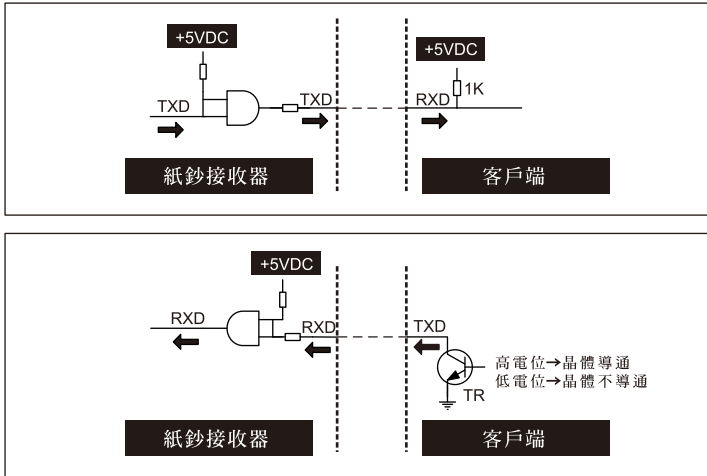 +5VDC
+5VDC
TXD
TXD
RXD
1K
紙鈔接收器
客戶端
+5VDC
RXD
RXD
TXD
高電位→晶體導通
低電位→晶體不導通
TR
紙鈔接收器
客戶端